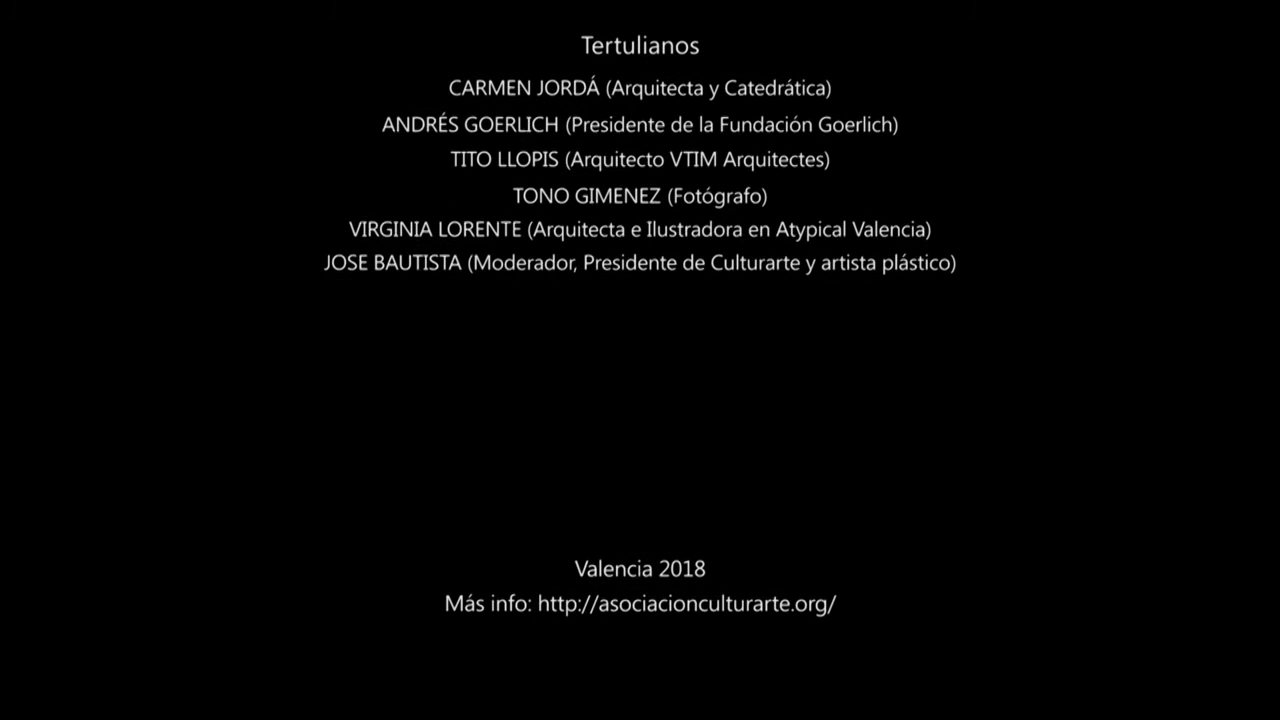 Tertulianos
CARMEN JORDÁ (Arquitecta y Catedrática)
ANDRÉS GOERLICH (Presidente de la Fundación Goerlich)
TITO LLOPIS (Arquitecto VTIM Arquitectes)
TONO GIMENEZ (Fotógrafo)
VIRGINIA LORENTE (Arquitecta e Ilustradora en Atypical Valencia)
JOSE BAUTISTA (Moderador, Presidente de Culturarte y artista plástico)
Valencia 2018
Más info: http://asociacionculturarte.org/